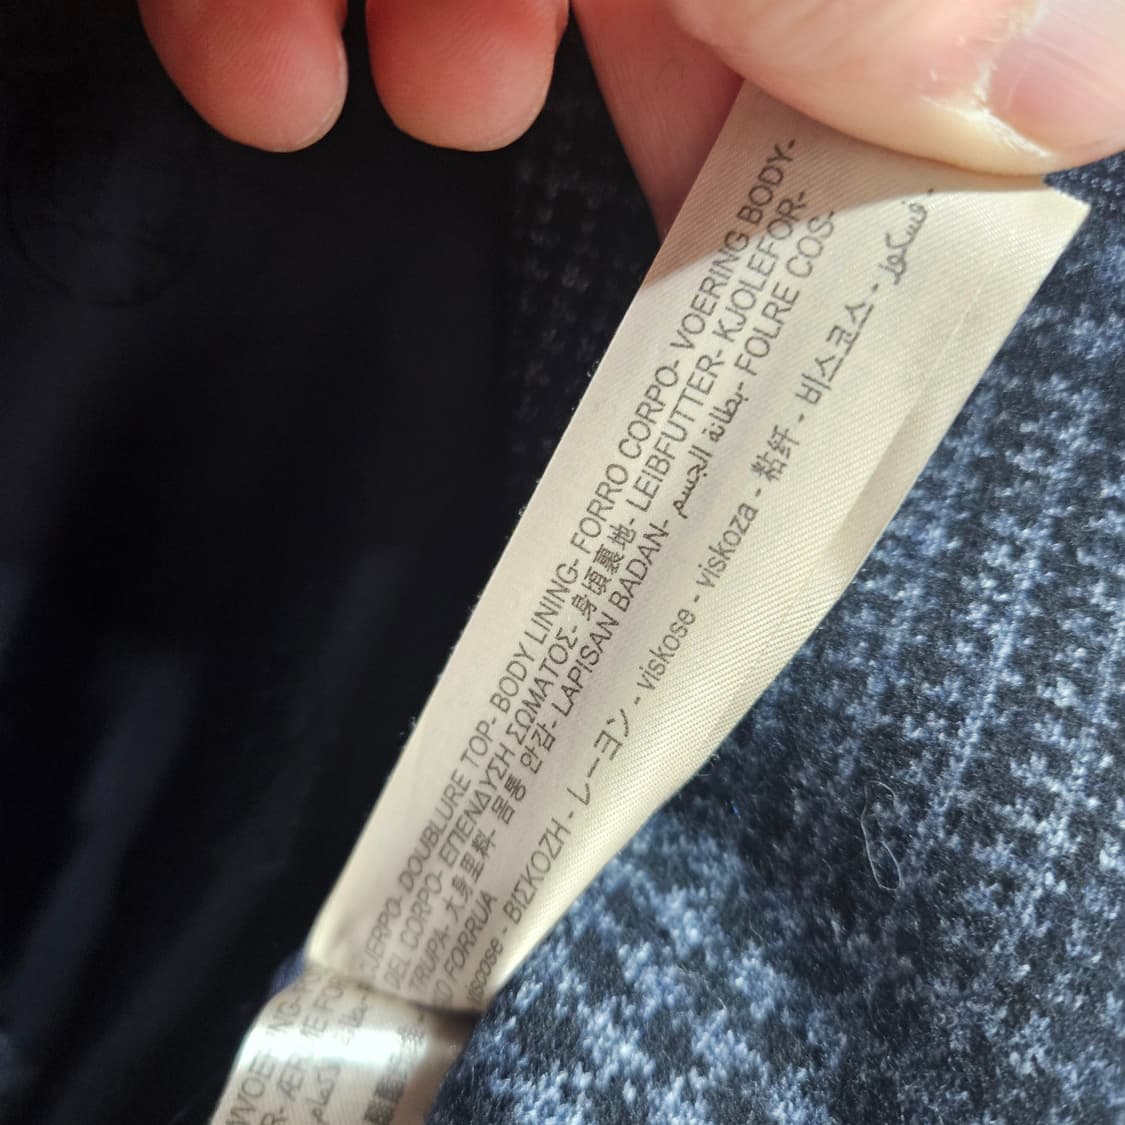 CUERPO- DOUBLURE TOP- BODY LINING- FORRO CORPO- VOERING BODY-
DEL CORPO- ΕΠΕΝΔΥΣΗ ΣΩΜΑΤΟΣ- 身頃裏地- LEIBFUTTER- KJOLEFOR-
TRUPA- 大身里料- 몸통 안감- LAPISAN BADAN- بطانة الجسم- FOLRE COS-
KO FORRUA
viscose - ΒΙΣΚΟΖΗ - レーヨン - viskose - viskoza - 粘纤 - 비스코스 - فسكوز -